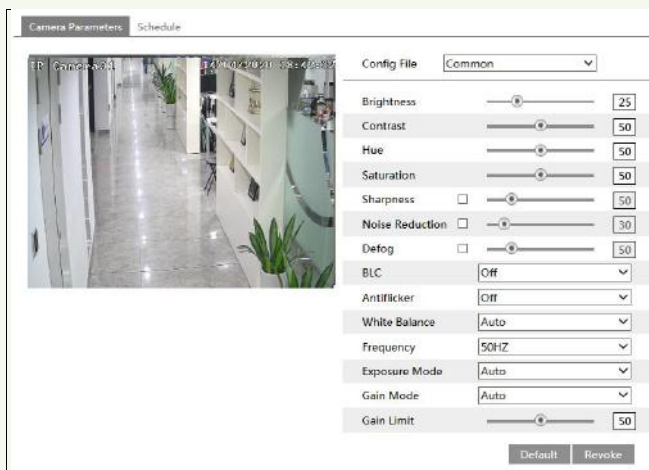 Camera Parameters Schedule
IP Camera01
Config File Common
Brightness 25
Contrast 50
Hue 50
Saturation 50
Sharpness 50
Noise Reduction 30
Defog 50
BLC Off
Antiflicker Off
White Balance Auto
Frequency 50HZ
Exposure Mode Auto
Gain Mode Auto
Gain Limit 50
Default Revoke